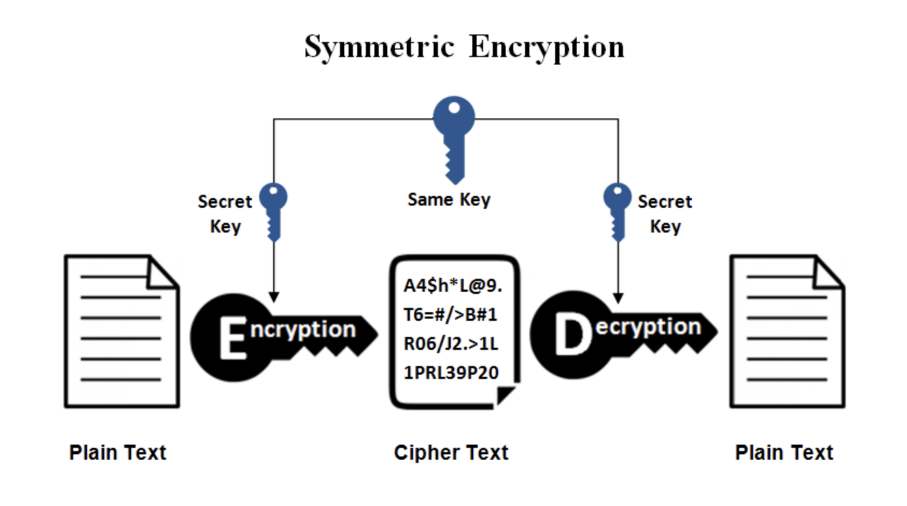 Symmetric Encryption
Secret
Key
Same Key
Secret
Key
Encryption
A4$h*L@9.
T6=#/>B#1
R06/J2.>1L
1PRL39P20
Decryption
Plain Text
Cipher Text
Plain Text